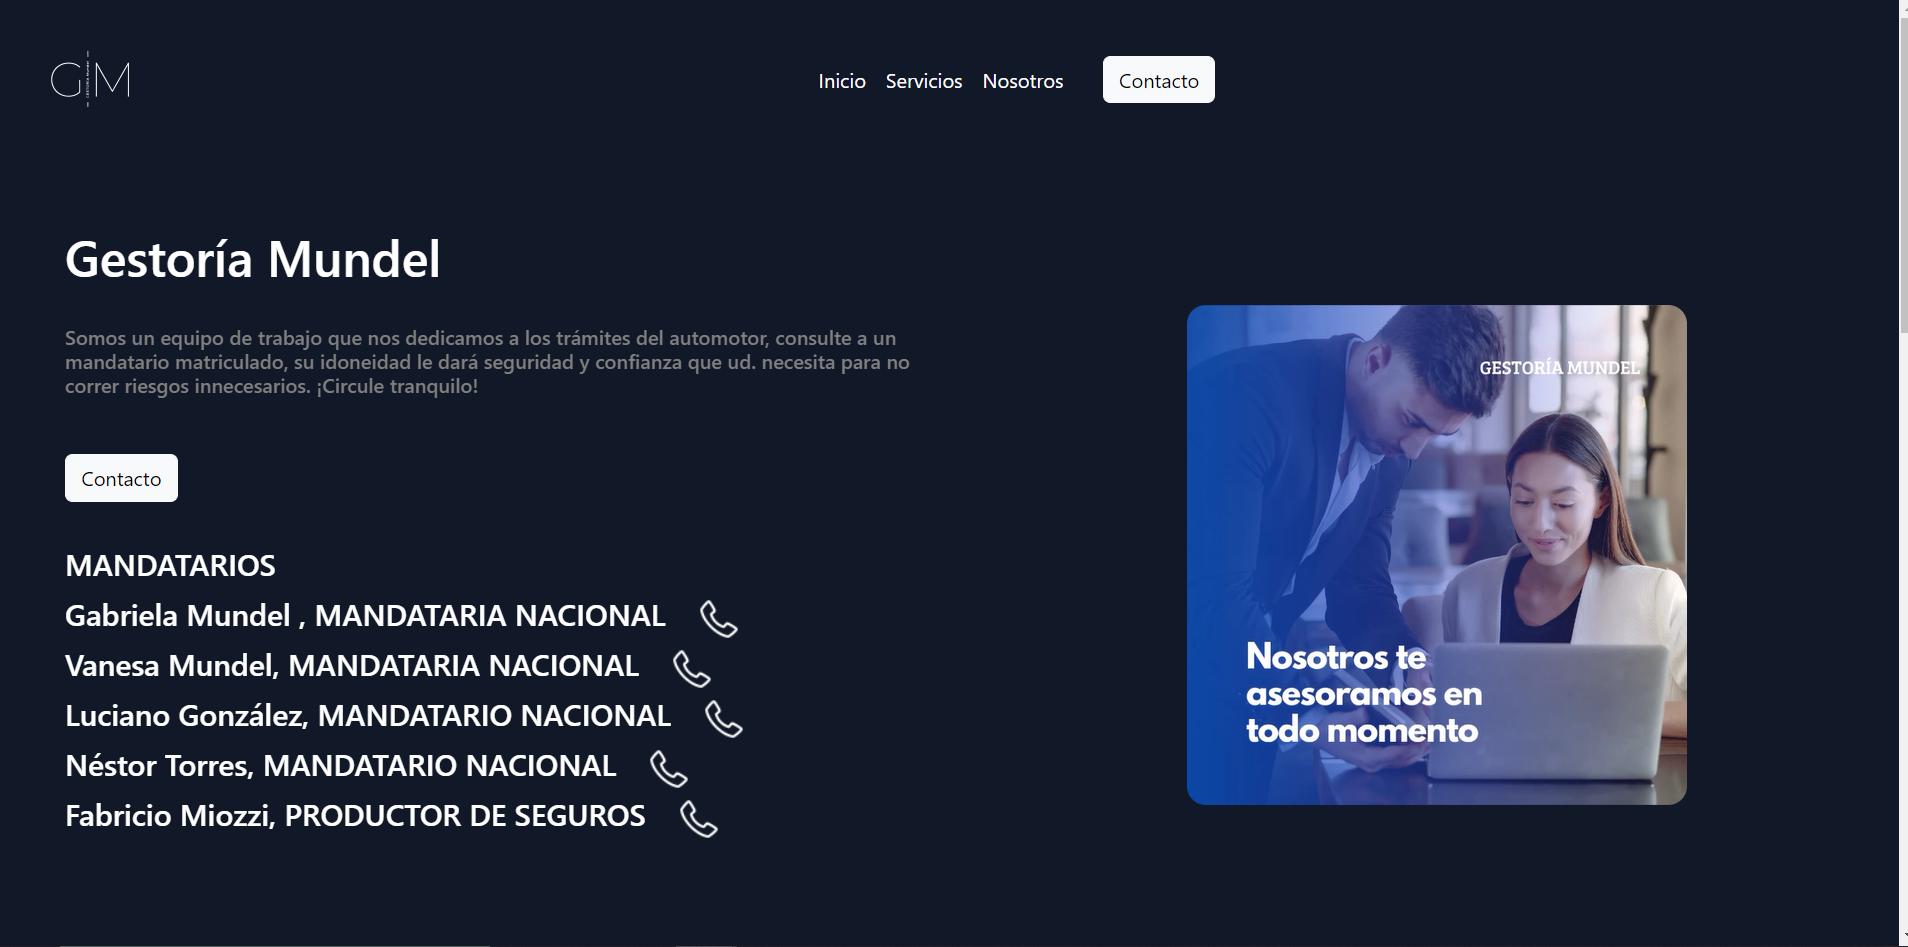 G M
GESTORÍA Mundel
Inicio Servicios Nosotros Contacto
Gestoría Mundel
Somos un equipo de trabajo que nos dedicamos a los trámites del automotor, consulte a un
mandatario matriculado, su idoneidad le dará seguridad y confianza que ud. necesita para no
correr riesgos innecesarios. ¡Circule tranquilo!
Contacto
MANDATARIOS
Gabriela Mundel , MANDATARIA NACIONAL
Vanesa Mundel, MANDATARIA NACIONAL
Luciano González, MANDATARIO NACIONAL
Néstor Torres, MANDATARIO NACIONAL
Fabricio Miozzi, PRODUCTOR DE SEGUROS
GESTORÍA MUNDEL
Nosotros te
asesoramos en
todo momento